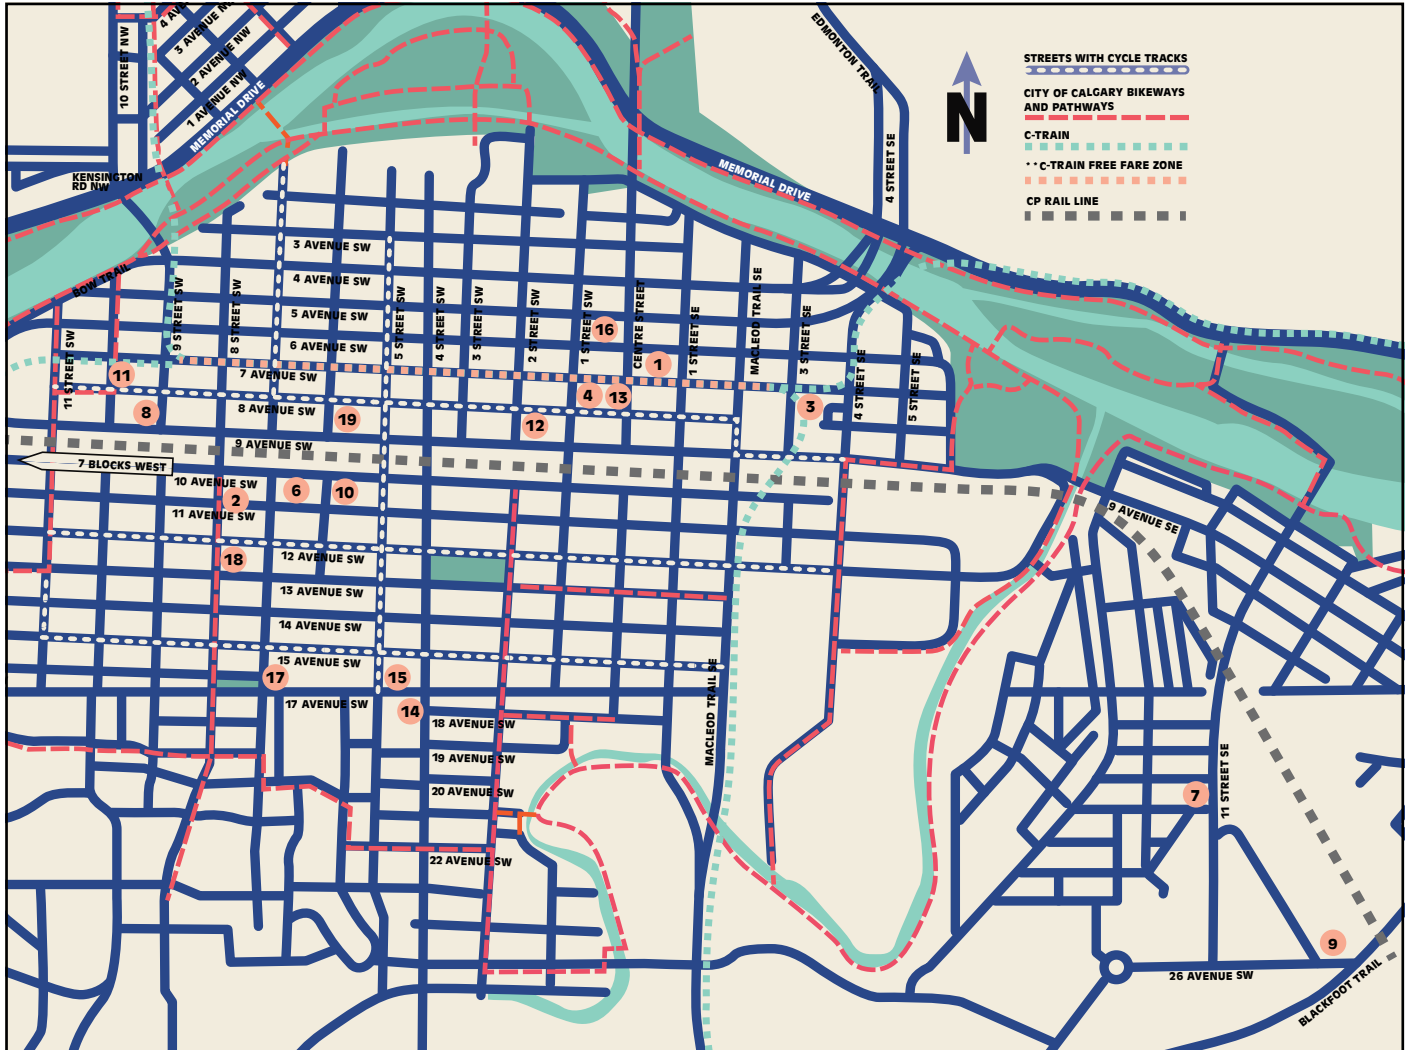 4 AVE
3 AVENUE NW
2 AVENUE NW
1 AVENUE NW
10 STREET NW
MEMORIAL DRIVE
KENSINGTON
RD NW
BOW TRAIL
EDMONTON TRAIL
4 STREET SE
MEMORIAL DRIVE
N
STREETS WITH CYCLE TRACKS
CITY OF CALGARY BIKEWAYS
AND PATHWAYS
C-TRAIN
**C-TRAIN FREE FARE ZONE
CP RAIL LINE
3 AVENUE SW
4 AVENUE SW
5 AVENUE SW
6 AVENUE SW
7 AVENUE SW
8 AVENUE SW
9 AVENUE SW
11 STREET SW
9 STREET SW
8 STREET SW
5 STREET SW
4 STREET SW
3 STREET SW
2 STREET SW
1 STREET SW
CENTRE STREET
1 STREET SE
MACLEOD TRAIL SE
3 STREET SE
4 STREET SE
5 STREET SE
16
1
11
4
13
3
8
19
12
7 BLOCKS WEST
10 AVENUE SW
2
6
10
11 AVENUE SW
9 AVENUE SE
18
12 AVENUE SW
13 AVENUE SW
14 AVENUE SW
15 AVENUE SW
17
15
17 AVENUE SW
14
18 AVENUE SW
19 AVENUE SW
20 AVENUE SW
22 AVENUE SW
MACLEOD TRAIL SE
11 STREET SE
7
9
26 AVENUE SW
BLACKFOOT TRAIL